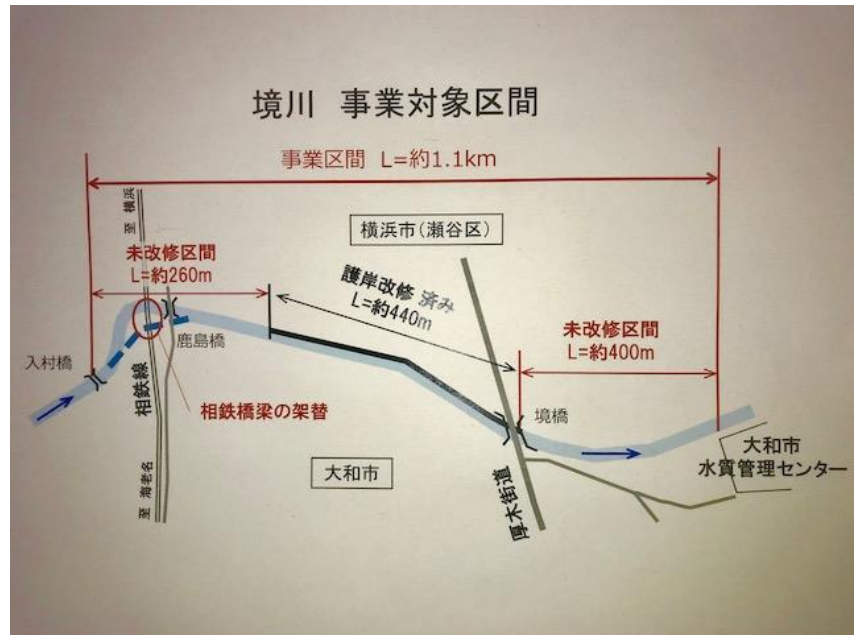 境川 事業対象区間
事業区間 L=約1.1km
至 横浜
横浜市(瀬谷区)
未改修区間
L=約260m
護岸改修 済み
L=約440m
未改修区間
L=約400m
入村橋
鹿島橋
相鉄線
相鉄橋梁の架替
境橋
大和市
水質管理センター
大和市
至 海老名
厚木街道